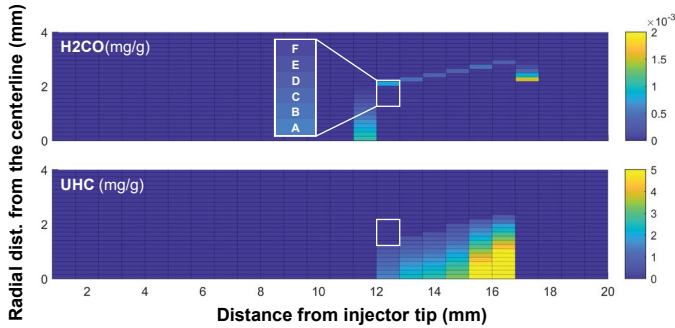 Radial dist. from the centerline (mm)
4
2
0
H2CO(mg/g)
F
E
D
C
B
A
×10⁻³
2
1.5
1
0.5
0
4
2
0
UHC (mg/g)
5
4
3
2
1
0
2 4 6 8 10 12 14 16 18 20
Distance from injector tip (mm)